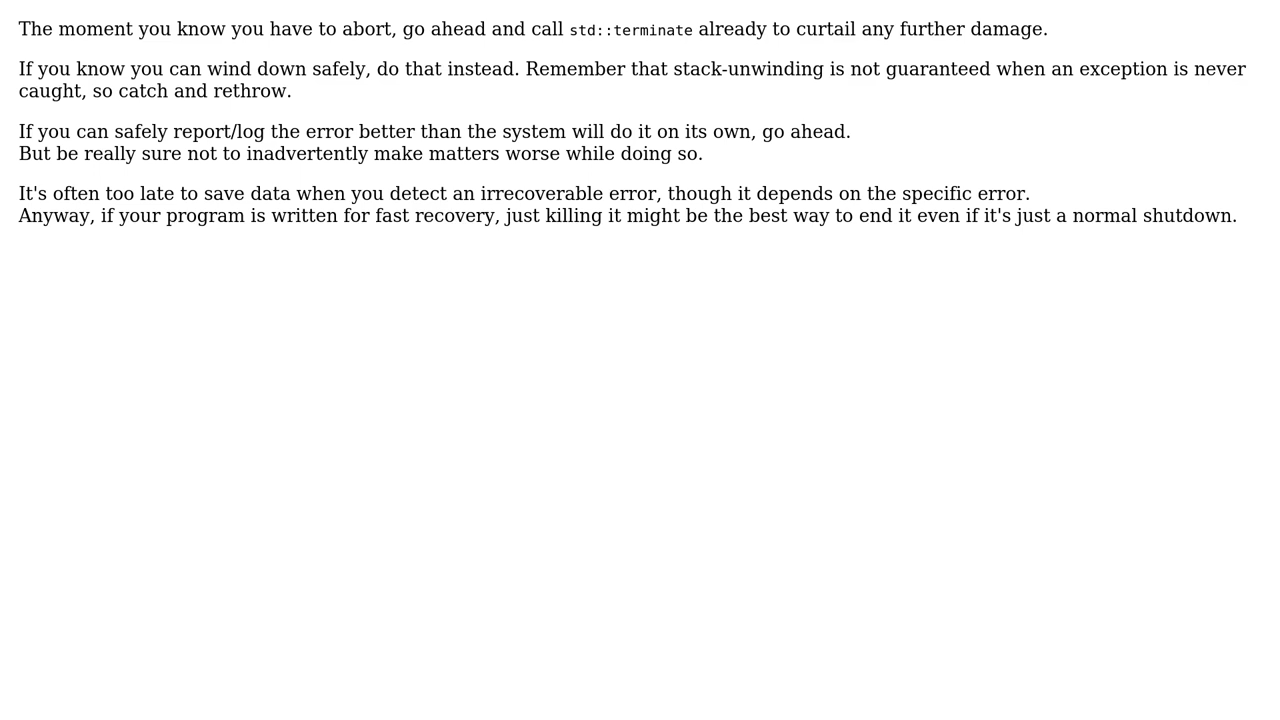 The moment you know you have to abort, go ahead and call std::terminate already to curtail any further damage.
If you know you can wind down safely, do that instead. Remember that stack-unwinding is not guaranteed when an exception is never
caught, so catch and rethrow.
If you can safely report/log the error better than the system will do it on its own, go ahead.
But be really sure not to inadvertently make matters worse while doing so.
It's often too late to save data when you detect an irrecoverable error, though it depends on the specific error.
Anyway, if your program is written for fast recovery, just killing it might be the best way to end it even if it's just a normal shutdown.